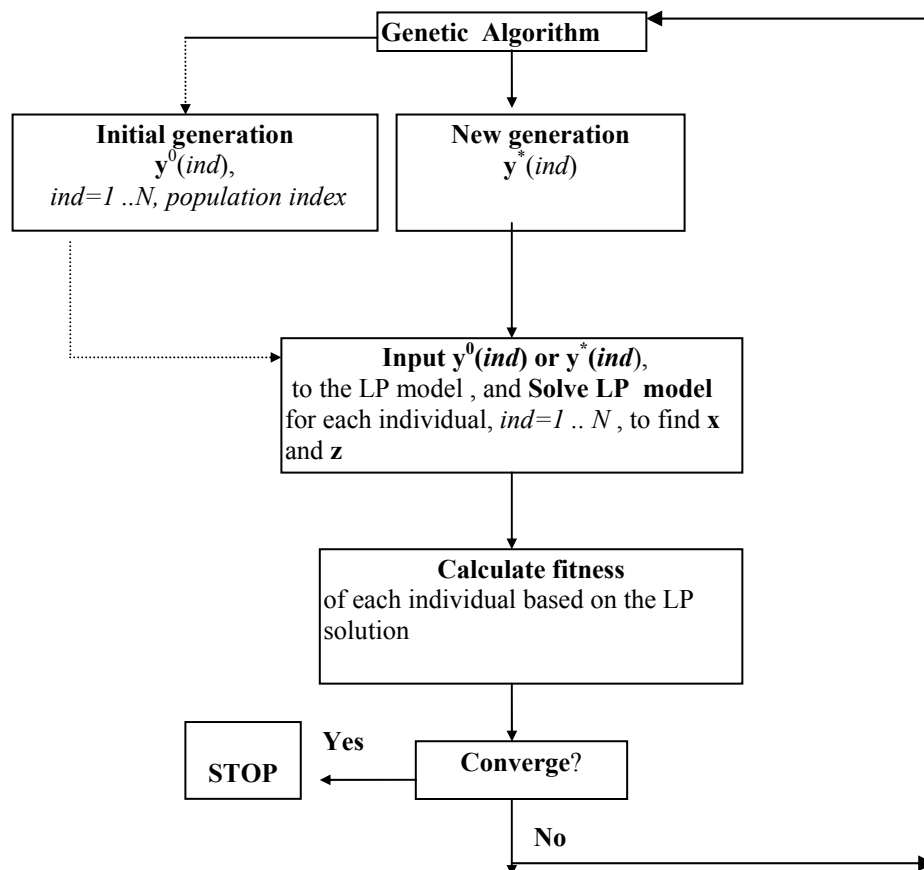 Genetic Algorithm
Initial generation
y⁰(ind),
ind=1 ..N, population index
New generation
y*(ind)
Input y⁰(ind) or y*(ind),
to the LP model , and Solve LP model
for each individual, ind=1 .. N , to find x
and z
Calculate fitness
of each individual based on the LP
solution
Yes
STOP
Converge?
No